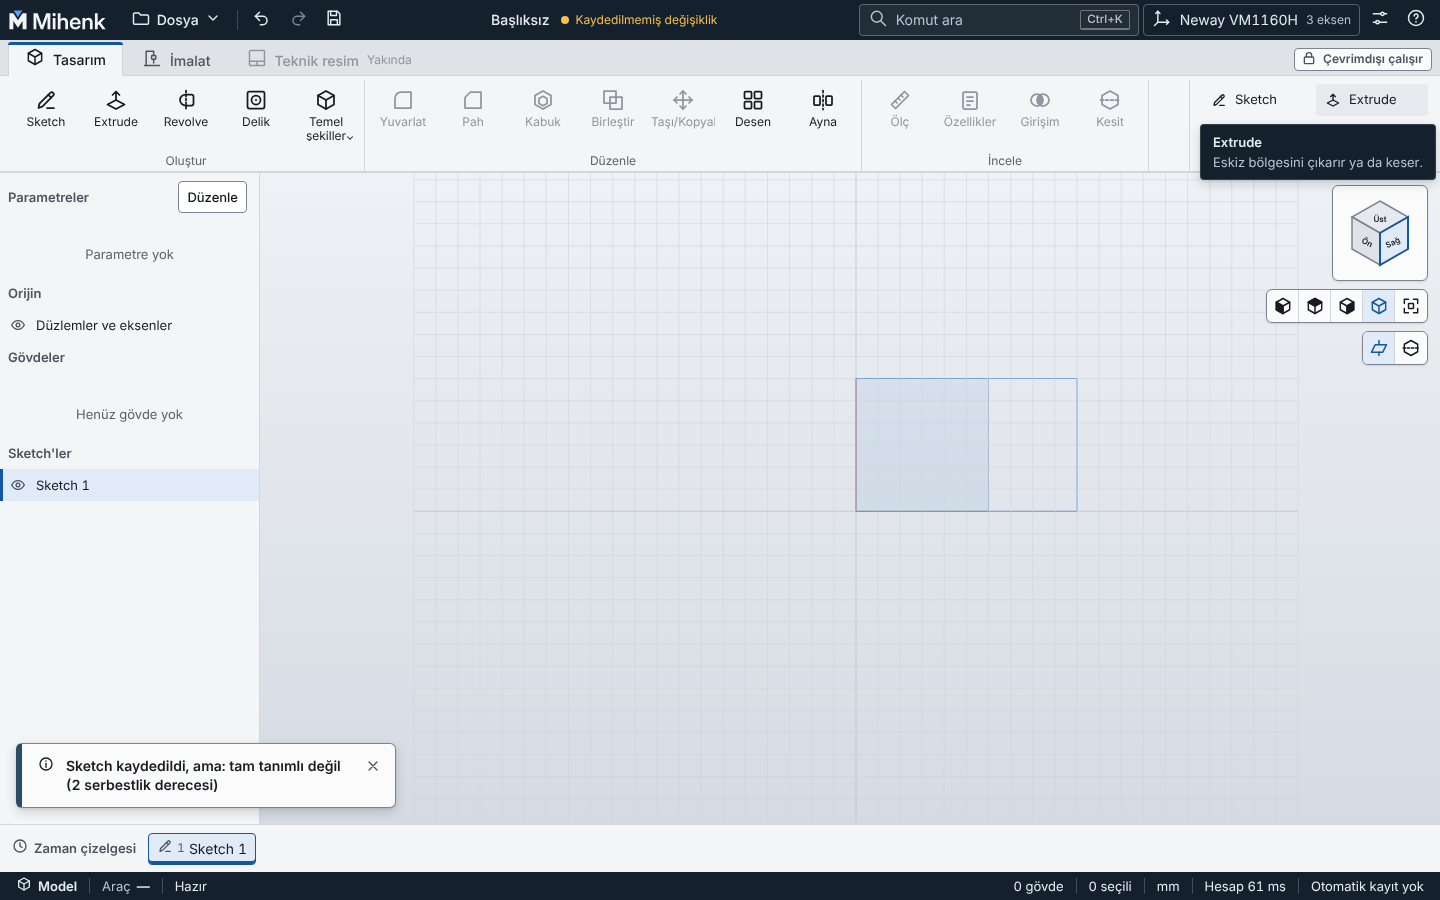 Mihenk
Dosya
Başlıksız
Kaydedilmemiş değişiklik
Komut ara
Ctrl+K
Neway VM1160H
3 eksen
Tasarım
İmalat
Teknik resim
Yakında
Çevrimdışı çalışır
Sketch
Extrude
Revolve
Delik
Temel
şekiller
Oluştur
Yuvarlat
Pah
Kabuk
Birleştir
Taşı/Kopyal
Desen
Ayna
Düzenle
Ölç
Özellikler
Girişim
Kesit
İncele
Sketch
Extrude
Extrude
Eskiz bölgesini çıkarır ya da keser.
Parametreler
Düzenle
Parametre yok
Orijin
Düzlemler ve eksenler
Gövdeler
Henüz gövde yok
Sketch'ler
Sketch 1
Üst
Ön
Sağ
Sketch kaydedildi, ama: tam tanımlı değil
(2 serbestlik derecesi)
Zaman çizelgesi
1 Sketch 1
Model
Araç —
Hazır
0 gövde
0 seçili
mm
Hesap 61 ms
Otomatik kayıt yok